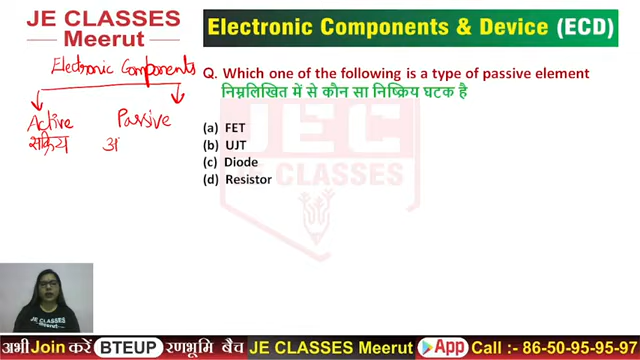 JE CLASSES
Meerut
Electronic Components & Device (ECD)
Electronic Components
Active
Passive
सक्रिय
अ
Q. Which one of the following is a type of passive element
निम्नलिखित में से कौन सा निष्क्रिय घटक है
(a) FET
(b) UJT
(c) Diode
(d) Resistor
JEC
JE CLASSES
अभी Join करें BTEUP रणभूमि बैच JE CLASSES Meerut App Call :- 86-50-95-95-97